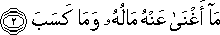 مَآ أَغْنَىٰ عَنْهُ مَالُهُۥ وَمَا كَسَبَ ﴿٢﴾